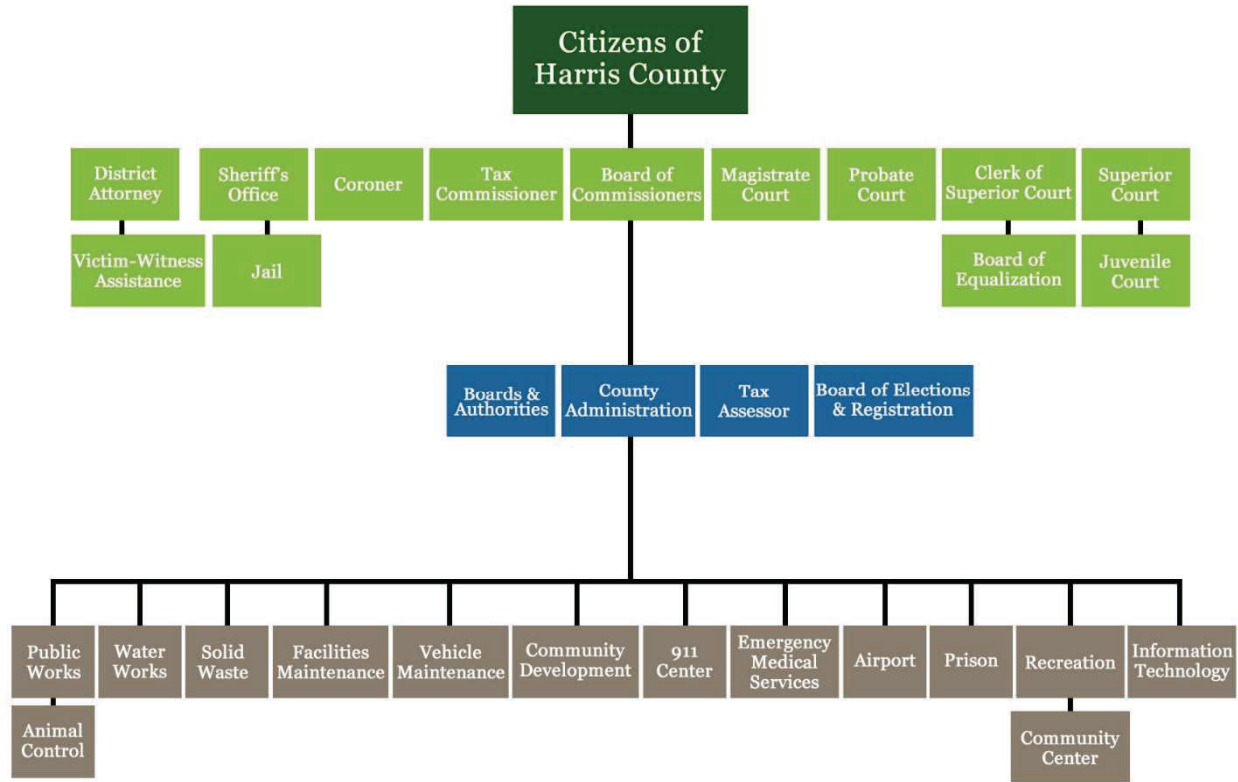 Citizens of
Harris County
District
Attorney
Sheriff's
Office
Coroner
Tax
Commissioner
Board of
Commissioners
Magistrate
Court
Probate
Court
Clerk of
Superior Court
Superior
Court
Victim-Witness
Assistance
Jail
Board of
Equalization
Juvenile
Court
Boards &
Authorities
County
Administration
Tax
Assessor
Board of Elections
& Registration
Public
Works
Water
Works
Solid
Waste
Facilities
Maintenance
Vehicle
Maintenance
Community
Development
911
Center
Emergency
Medical
Services
Airport
Prison
Recreation
Information
Technology
Animal
Control
Community
Center